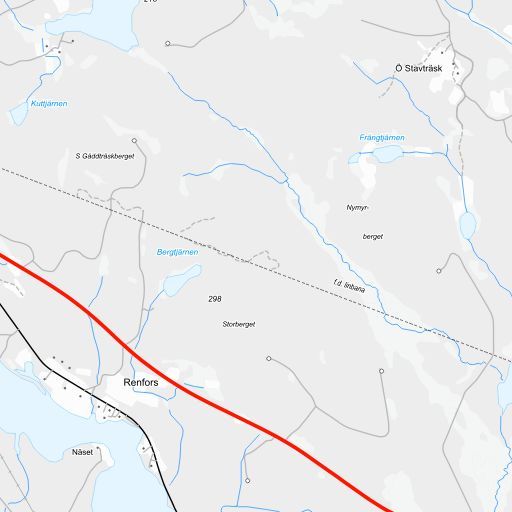 Ö Stavträsk
Kuttjärnen
Frängtjärnen
S Gäddträskberget
Nymyr-
berget
Bergtjärnen
f.d. linbana
298
Storberget
Renfors
Näset